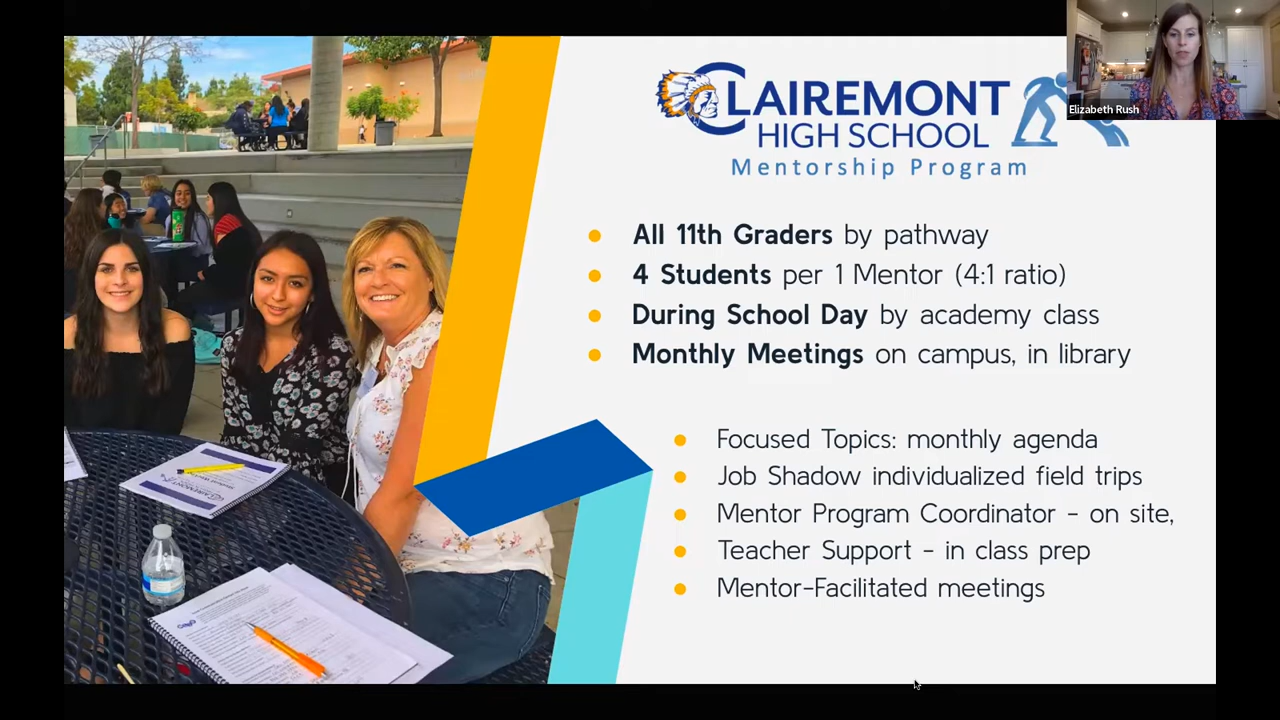 CLAIREMONT
HIGH SCHOOL
Mentorship Program
Elizabeth Rush
All 11th Graders by pathway
4 Students per 1 Mentor (4:1 ratio)
During School Day by academy class
Monthly Meetings on campus, in library
Focused Topics: monthly agenda
Job Shadow individualized field trips
Mentor Program Coordinator - on site,
Teacher Support - in class prep
Mentor-Facilitated meetings
CLAIREMONT